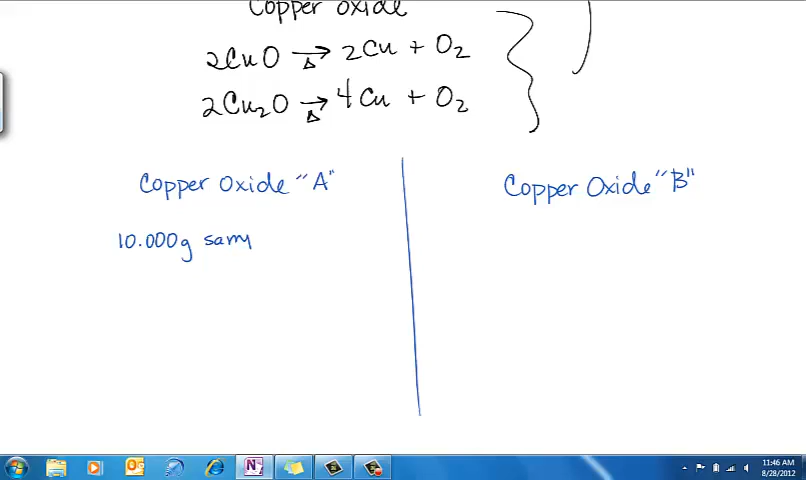 Copper Oxide
2CuO →Δ 2Cu + O₂
2Cu₂O →Δ 4Cu + O₂
Copper Oxide "A"
Copper Oxide "B"
10.000g sam
11:46 AM
8/28/2012